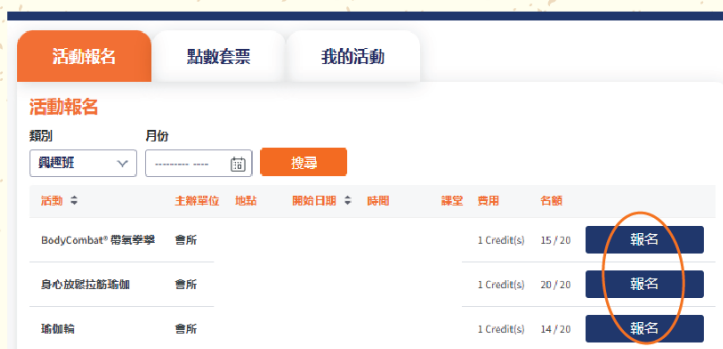 活動報名 點數套票 我的活動
活動報名
類別 月份
興趣班 --------- ---- 搜尋
活動 主辦單位 地點 開始日期 時間 課堂 費用 名額
BodyCombat® 帶氧拳擊 會所 1 Credit(s) 15 / 20 報名
身心放鬆拉筋瑜伽 會所 1 Credit(s) 20 / 20 報名
瑜伽輪 會所 1 Credit(s) 14 / 20 報名